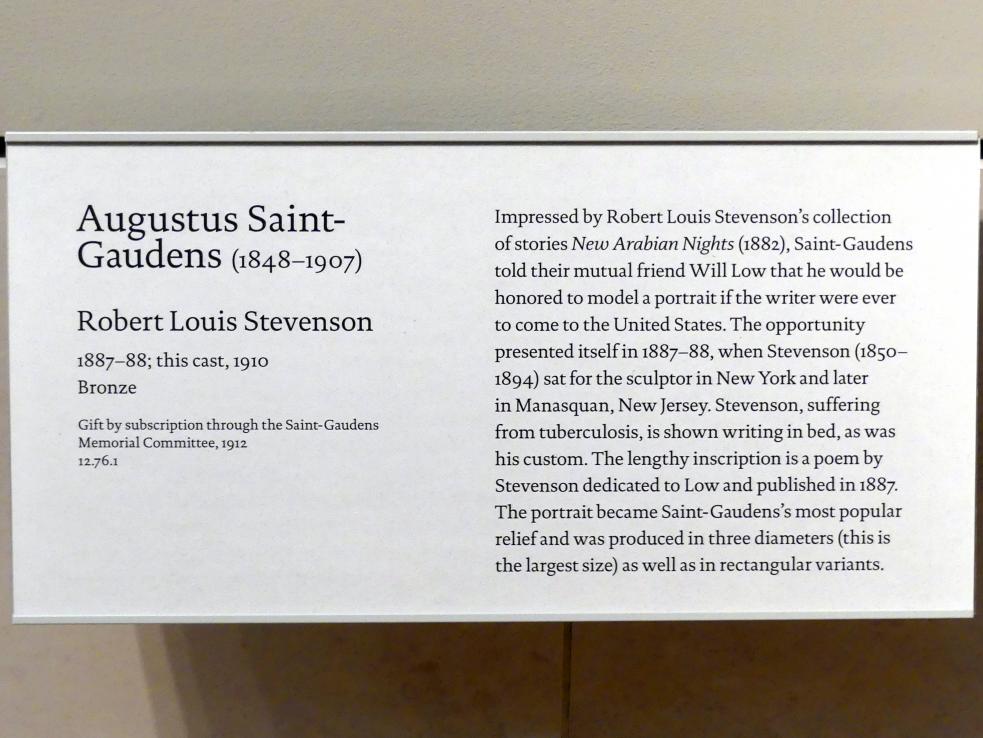 Augustus Saint-
Gaudens (1848–1907)
Robert Louis Stevenson
1887–88; this cast, 1910
Bronze
Gift by subscription through the Saint-Gaudens
Memorial Committee, 1912
12.76.1
Impressed by Robert Louis Stevenson’s collection
of stories New Arabian Nights (1882), Saint-Gaudens
told their mutual friend Will Low that he would be
honored to model a portrait if the writer were ever
to come to the United States. The opportunity
presented itself in 1887–88, when Stevenson (1850–
1894) sat for the sculptor in New York and later
in Manasquan, New Jersey. Stevenson, suffering
from tuberculosis, is shown writing in bed, as was
his custom. The lengthy inscription is a poem by
Stevenson dedicated to Low and published in 1887.
The portrait became Saint-Gaudens’s most popular
relief and was produced in three diameters (this is
the largest size) as well as in rectangular variants.